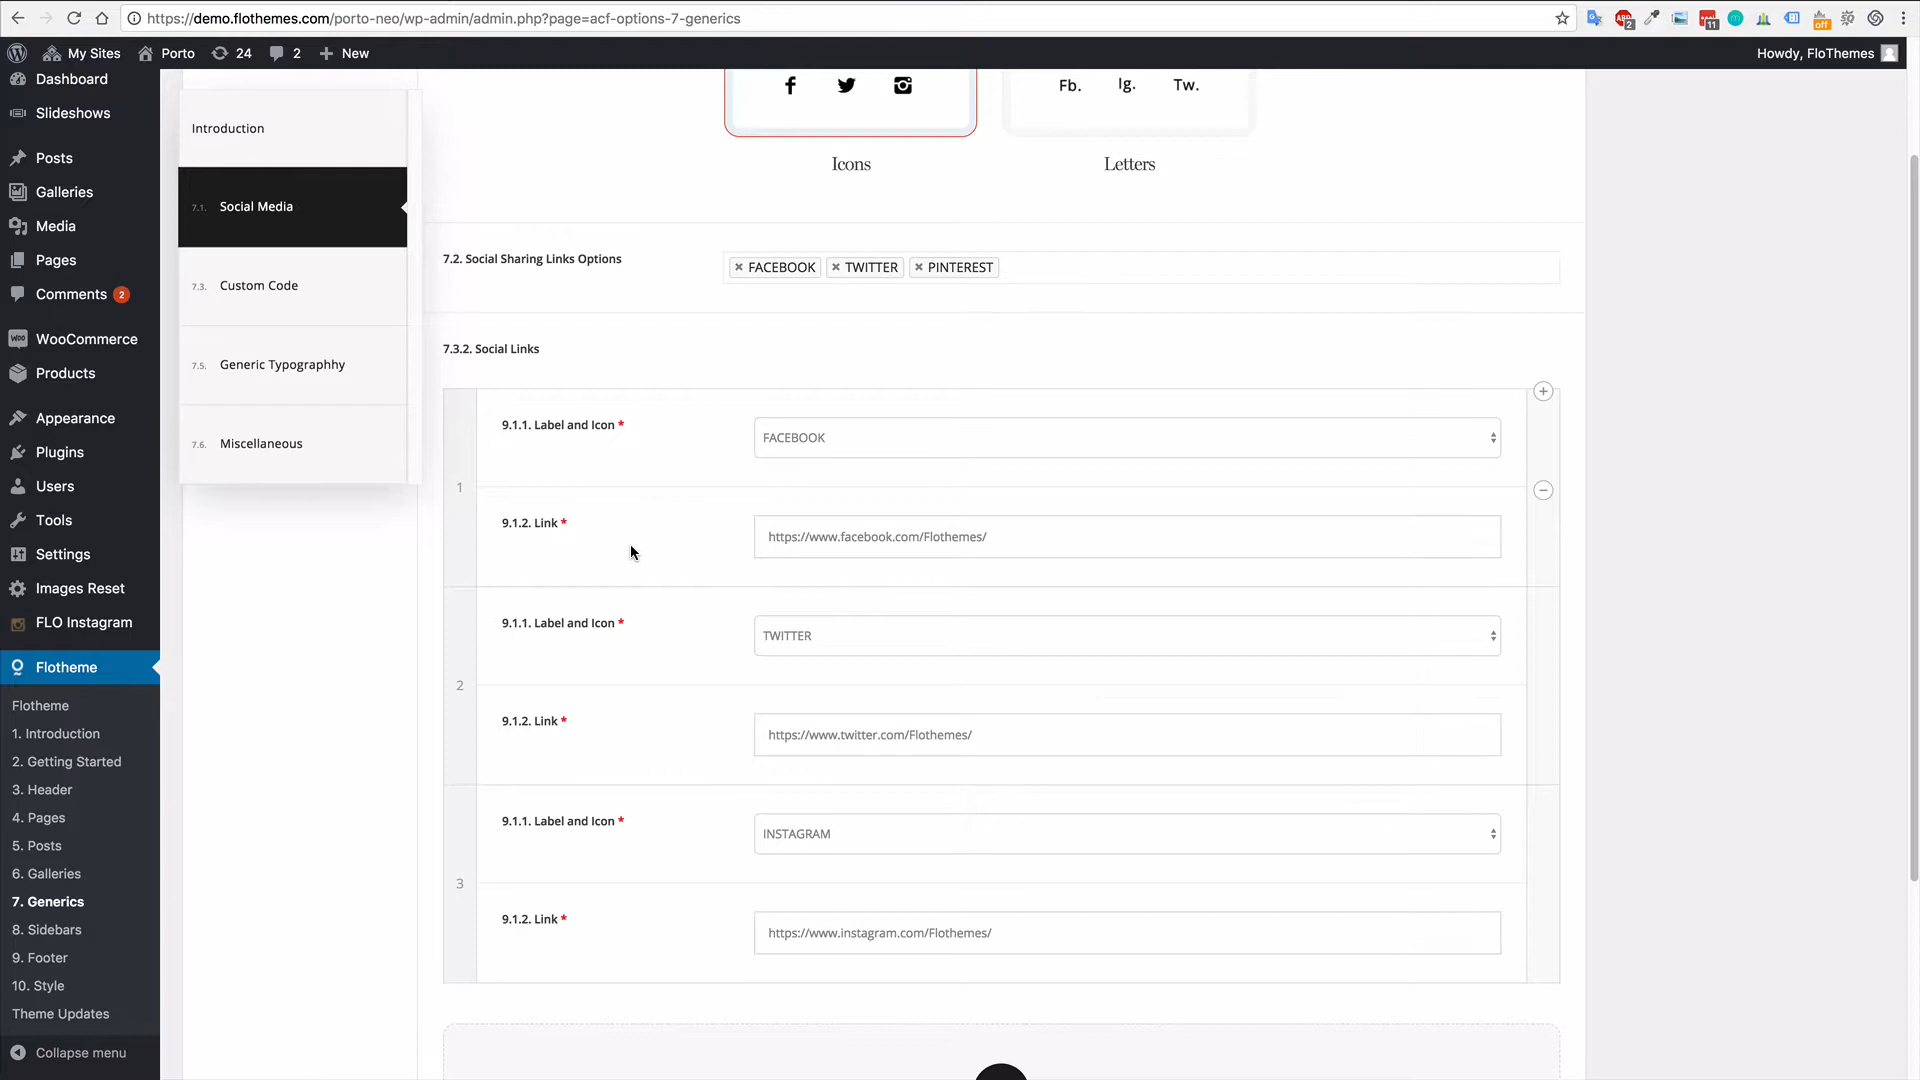 https://demo.flothemes.com/porto-neo/wp-admin/admin.php?page=acf-options-7-generics
2
11
off
My Sites
Porto
24
2
New
Howdy, FloThemes
Dashboard
Slideshows
Posts
Galleries
Media
Pages
Comments 2
WooCommerce
Products
Appearance
Plugins
Users
Tools
Settings
Images Reset
FLO Instagram
Flotheme
Flotheme
1. Introduction
2. Getting Started
3. Header
4. Pages
5. Posts
6. Galleries
7. Generics
8. Sidebars
9. Footer
10. Style
Theme Updates
Collapse menu
Introduction
7.1. Social Media
7.3. Custom Code
7.5. Generic Typographhy
7.6. Miscellaneous
Fb. Ig. Tw.
Icons
Letters
7.2. Social Sharing Links Options
× FACEBOOK × TWITTER × PINTEREST
7.3.2. Social Links
1
9.1.1. Label and Icon *
FACEBOOK
9.1.2. Link *
https://www.facebook.com/Flothemes/
2
9.1.1. Label and Icon *
TWITTER
9.1.2. Link *
https://www.twitter.com/Flothemes/
3
9.1.1. Label and Icon *
INSTAGRAM
9.1.2. Link *
https://www.instagram.com/Flothemes/